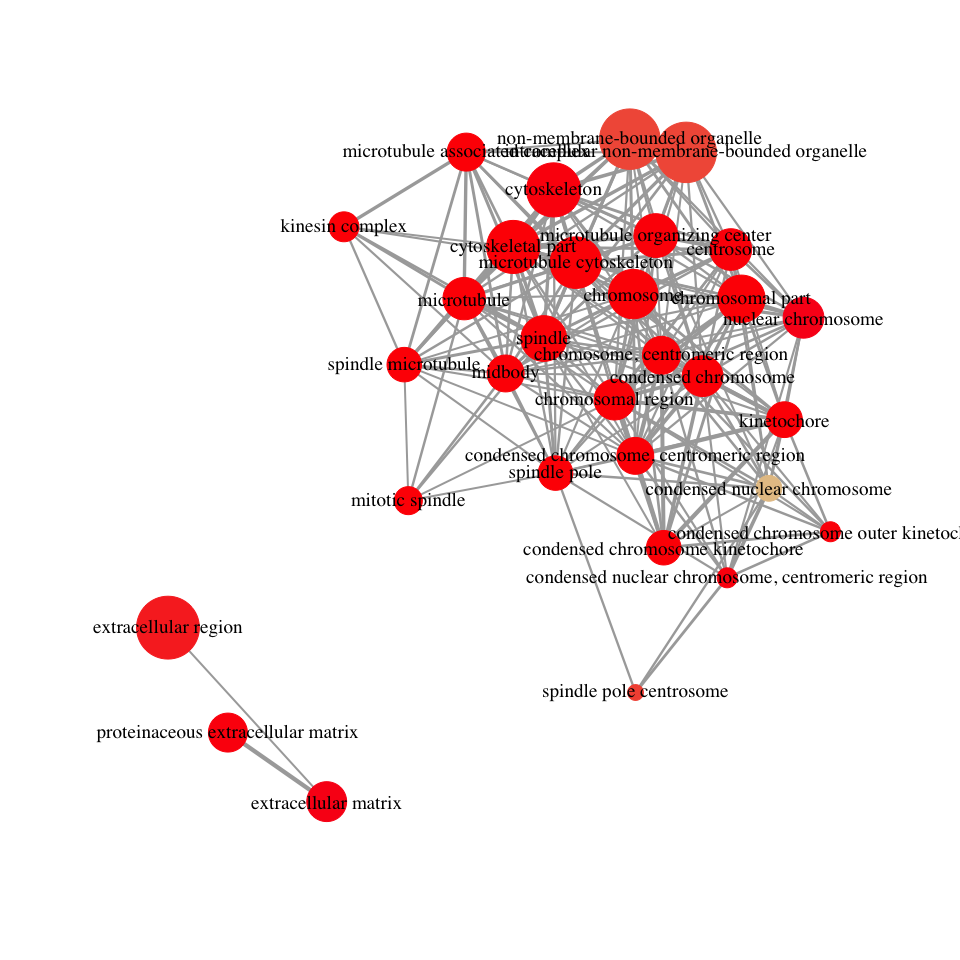 non-membrane-bounded organelle
microtubule associated complex
intracellular non-membrane-bounded organelle
cytoskeleton
kinesin complex
microtubule organizing center
cytoskeletal part
centrosome
microtubule cytoskeleton
chromosome
chromosomal part
microtubule
nuclear chromosome
spindle
chromosome, centromeric region
spindle microtubule
midbody
condensed chromosome
chromosomal region
kinetochore
condensed chromosome, centromeric region
spindle pole
condensed nuclear chromosome
mitotic spindle
condensed chromosome outer kinetoc
condensed chromosome kinetochore
condensed nuclear chromosome, centromeric region
extracellular region
spindle pole centrosome
proteinaceous extracellular matrix
extracellular matrix